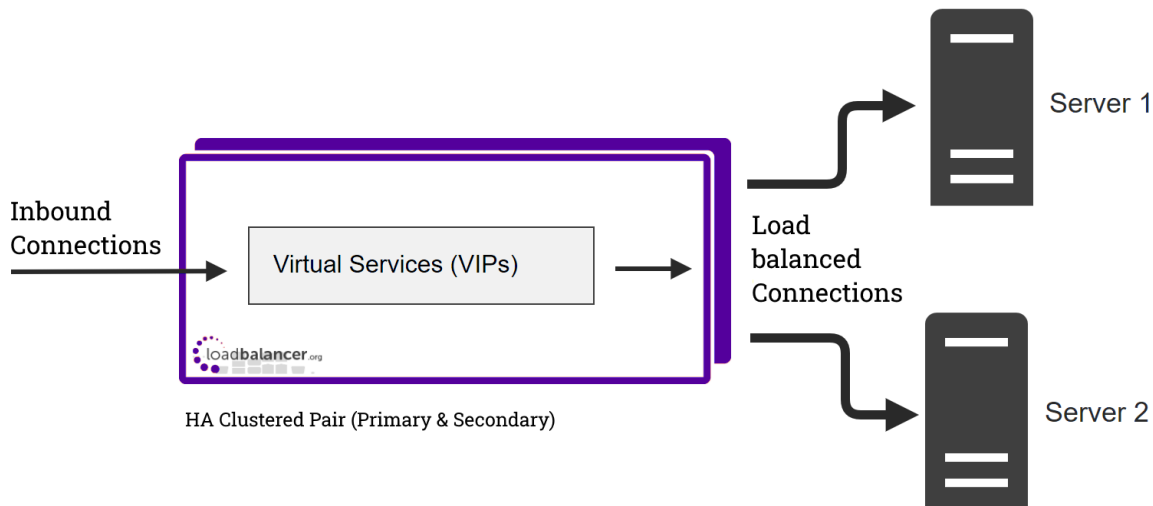 Server 1
Inbound
Connections
Virtual Services (VIPs)
Load
balanced
Connections
loadbalancer.org
HA Clustered Pair (Primary & Secondary)
Server 2